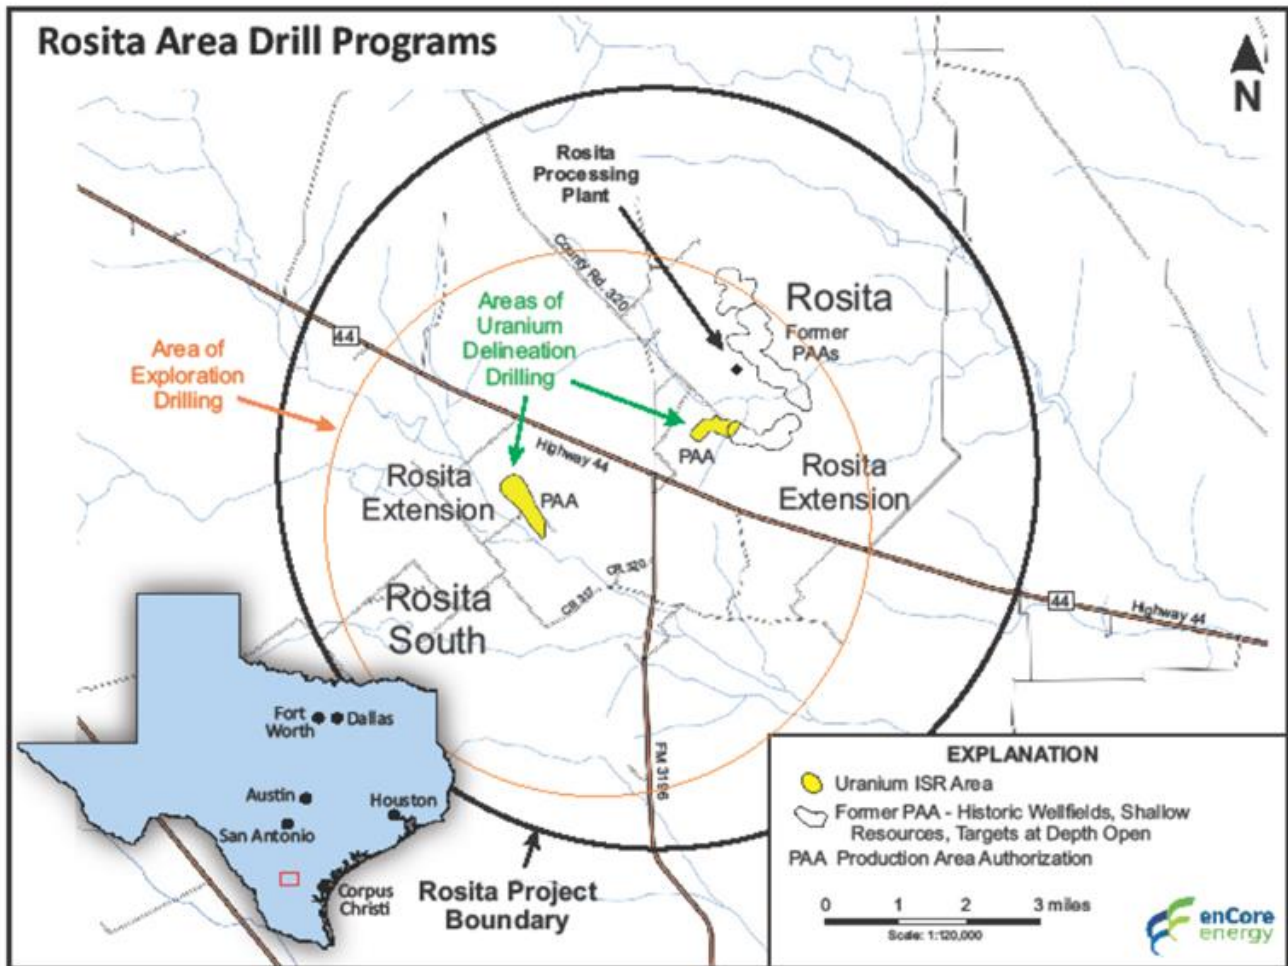 Rosita Area Drill Programs
N
Rosita
Processing
Plant
County Rd. 320
Rosita
Former
PAAs
Areas of
Uranium
Delineation
Drilling
44
Area of
Exploration
Drilling
PAA
Highway 44
Rosita
Extension
Rosita
Extension
PAA
CR 320
CR 317
Rosita
South
44
Highway 44
FM 3196
Fort
Worth
Dallas
Austin
Houston
San Antonio
Corpus
Christi
Rosita Project
Boundary
EXPLANATION
Uranium ISR Area
Former PAA - Historic Wellfields, Shallow
Resources, Targets at Depth Open
PAA Production Area Authorization
0 1 2 3 miles
Scale: 1:120,000
enCore
energy